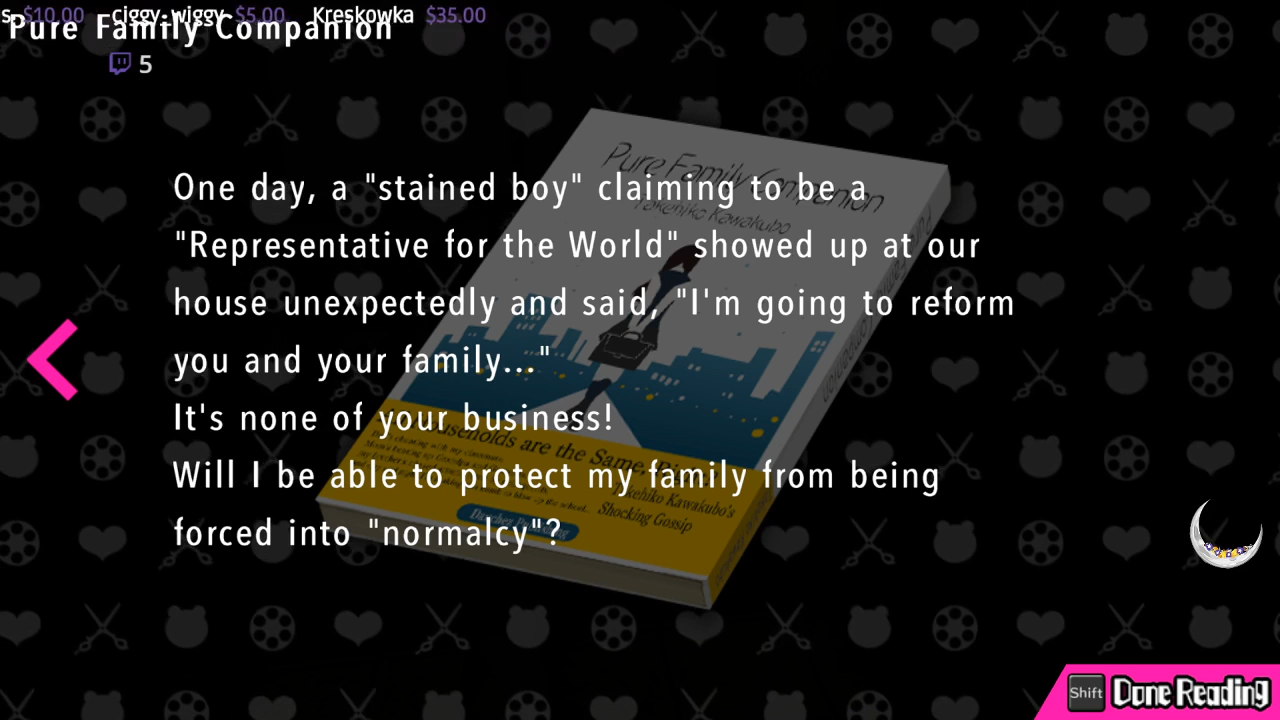 s $10.00 ciggy_wiggy $5.00 Kreskowka $35.00
Pure Family Companion
5
Pure Family Companion
Takehiko Kawakubo
One day, a "stained boy" claiming to be a
"Representative for the World" showed up at our
house unexpectedly and said, "I'm going to reform
you and your family..."
It's none of your business!
Will I be able to protect my family from being
forced into "normalcy"?
Households are the Same, Right
Takehiko Kawakubo's
Shocking Gossip
Shift Done Reading